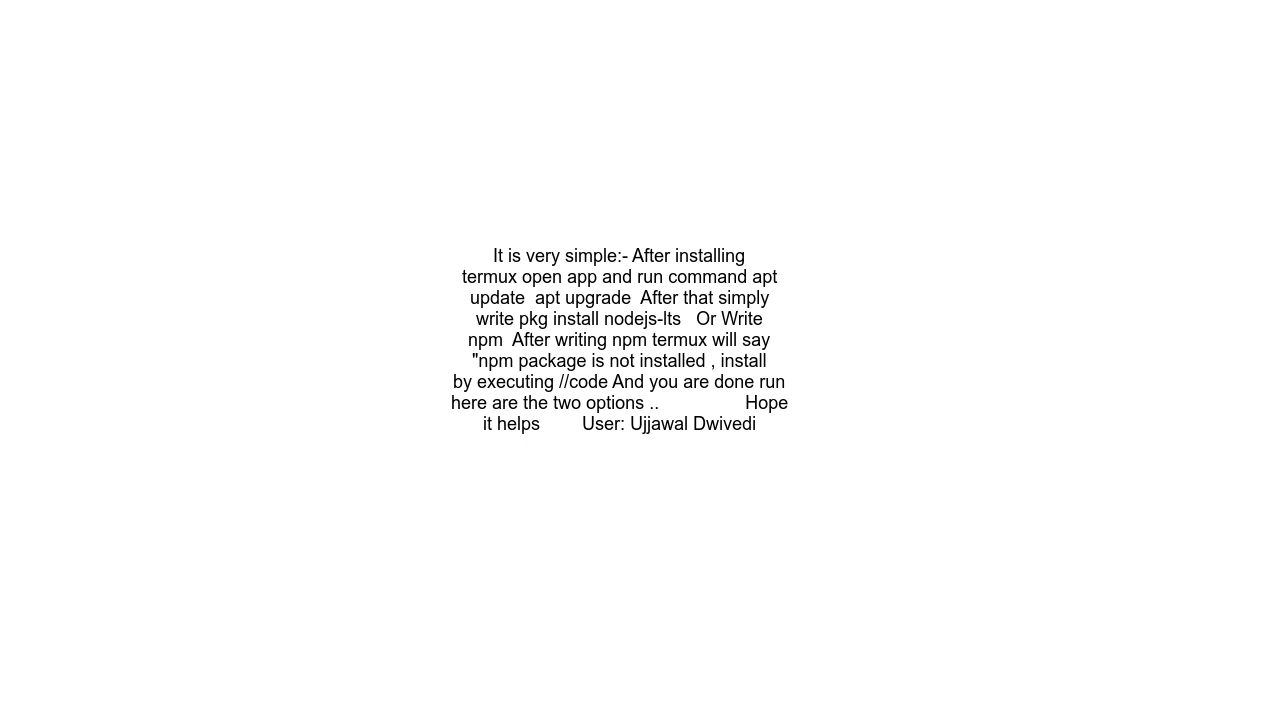 It is very simple:- After installing
termux open app and run command apt
update  apt upgrade  After that simply
write pkg install nodejs-lts   Or Write
npm  After writing npm termux will say
"npm package is not installed , install
by executing //code And you are done run
here are the two options ..                 Hope
it helps        User: Ujjawal Dwivedi